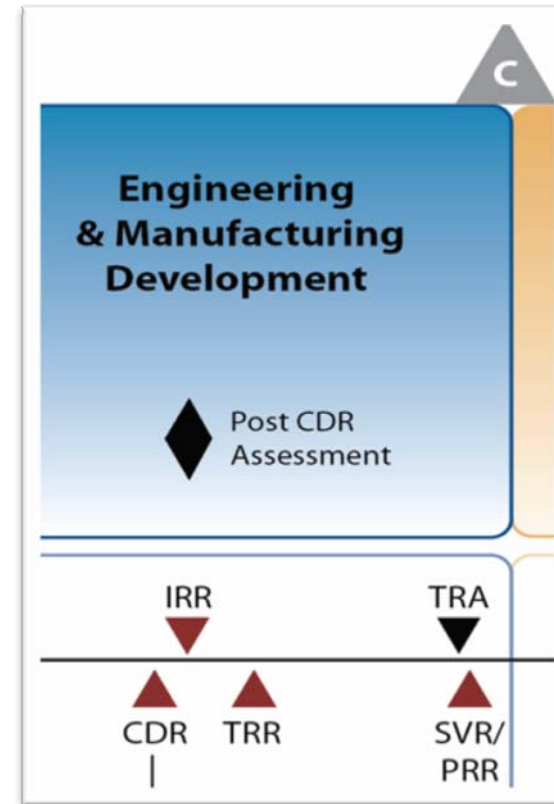 C
Engineering
& Manufacturing
Development
Post CDR
Assessment
IRR
TRA
CDR
TRR
SVR/
PRR